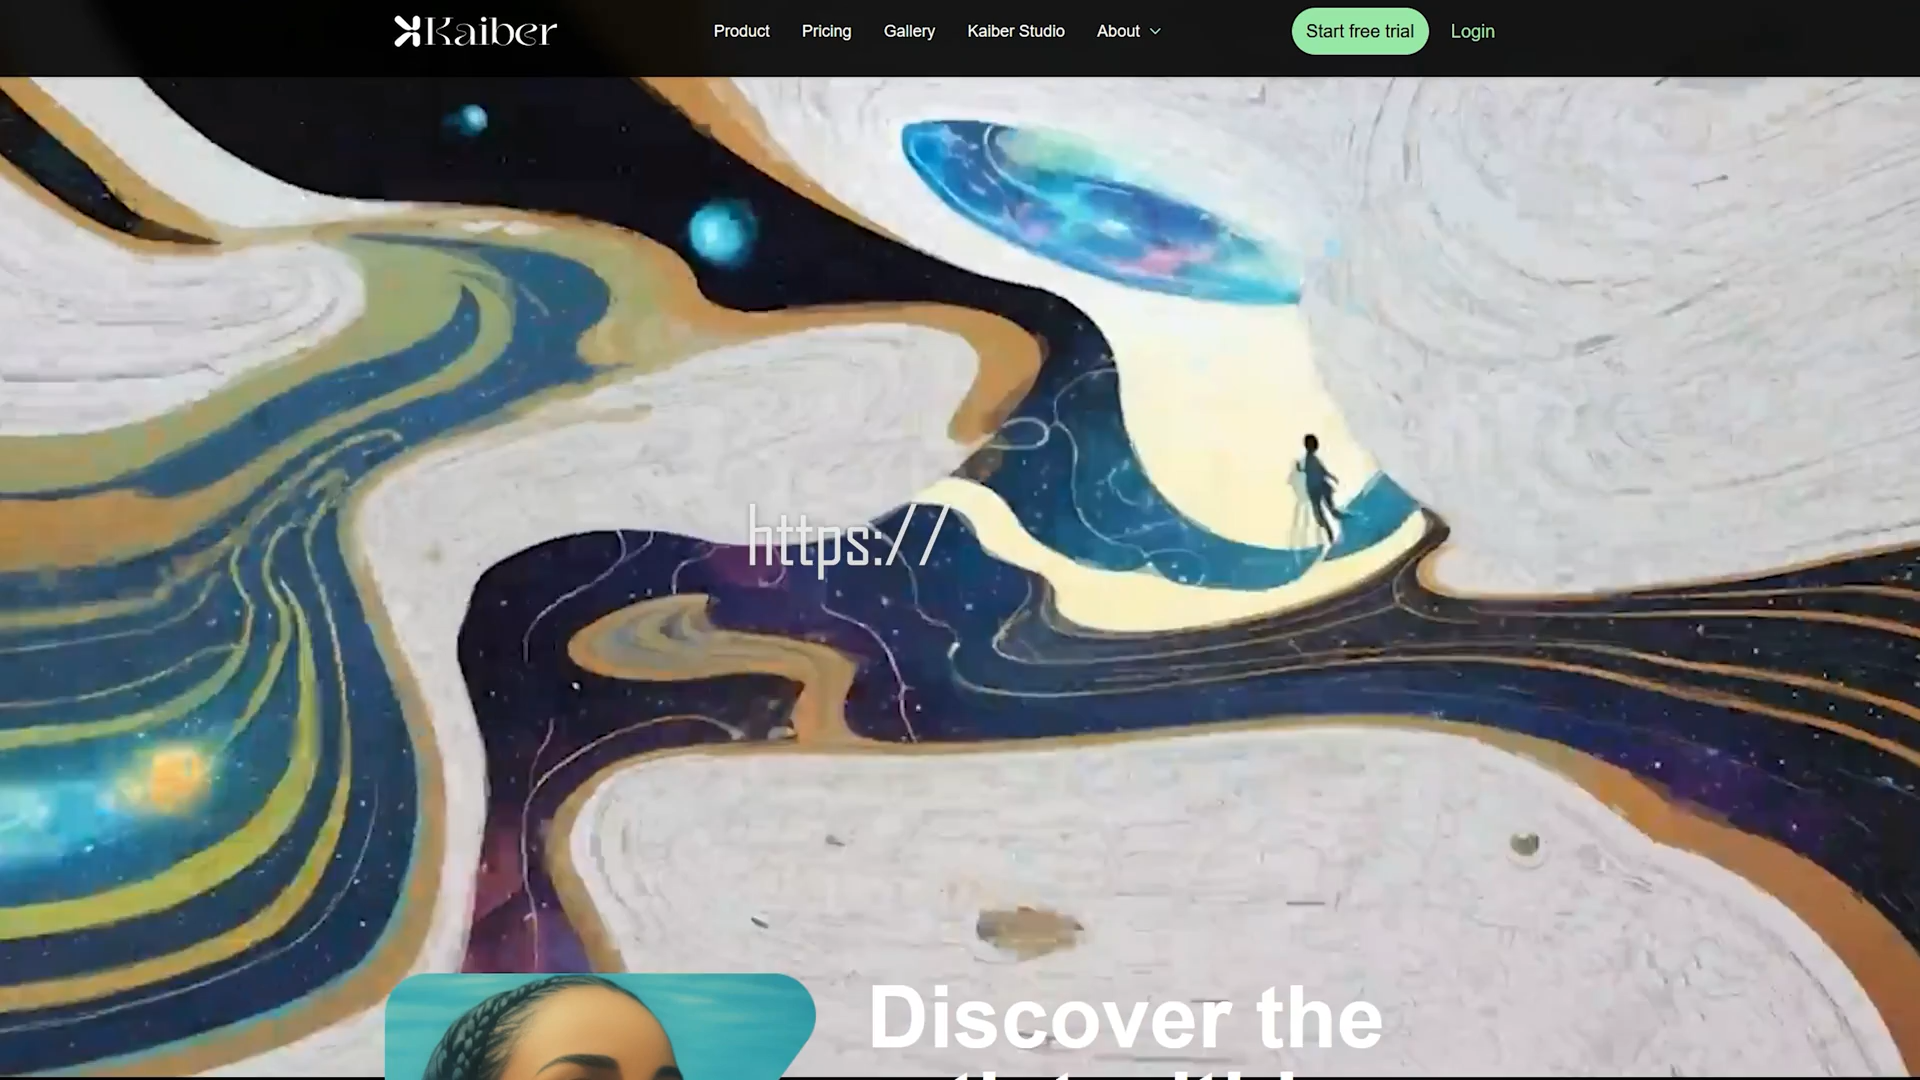 Kaiber
Product Pricing Gallery Kaiber Studio About
Start free trial Login
https://
Discover the